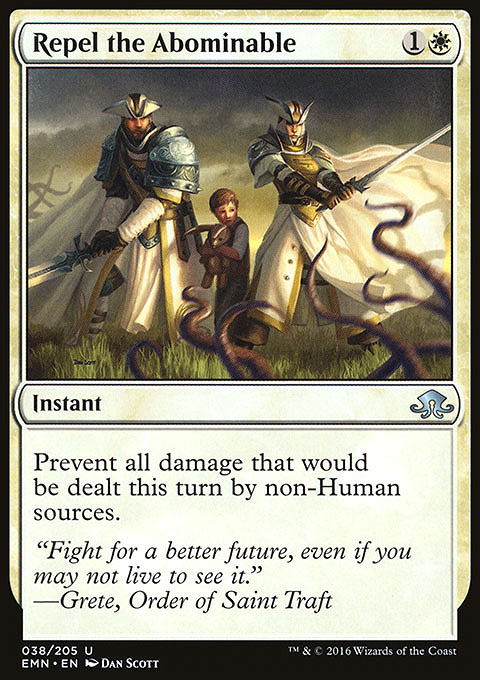 Repel the Abominable 1
DAN SCOTT
Instant
Prevent all damage that would
be dealt this turn by non-Human
sources.
“Fight for a better future, even if you
may not live to see it.”
—Grete, Order of Saint Traft
038/205 U
EMN • EN DAN SCOTT
™ & © 2016 Wizards of the Coast